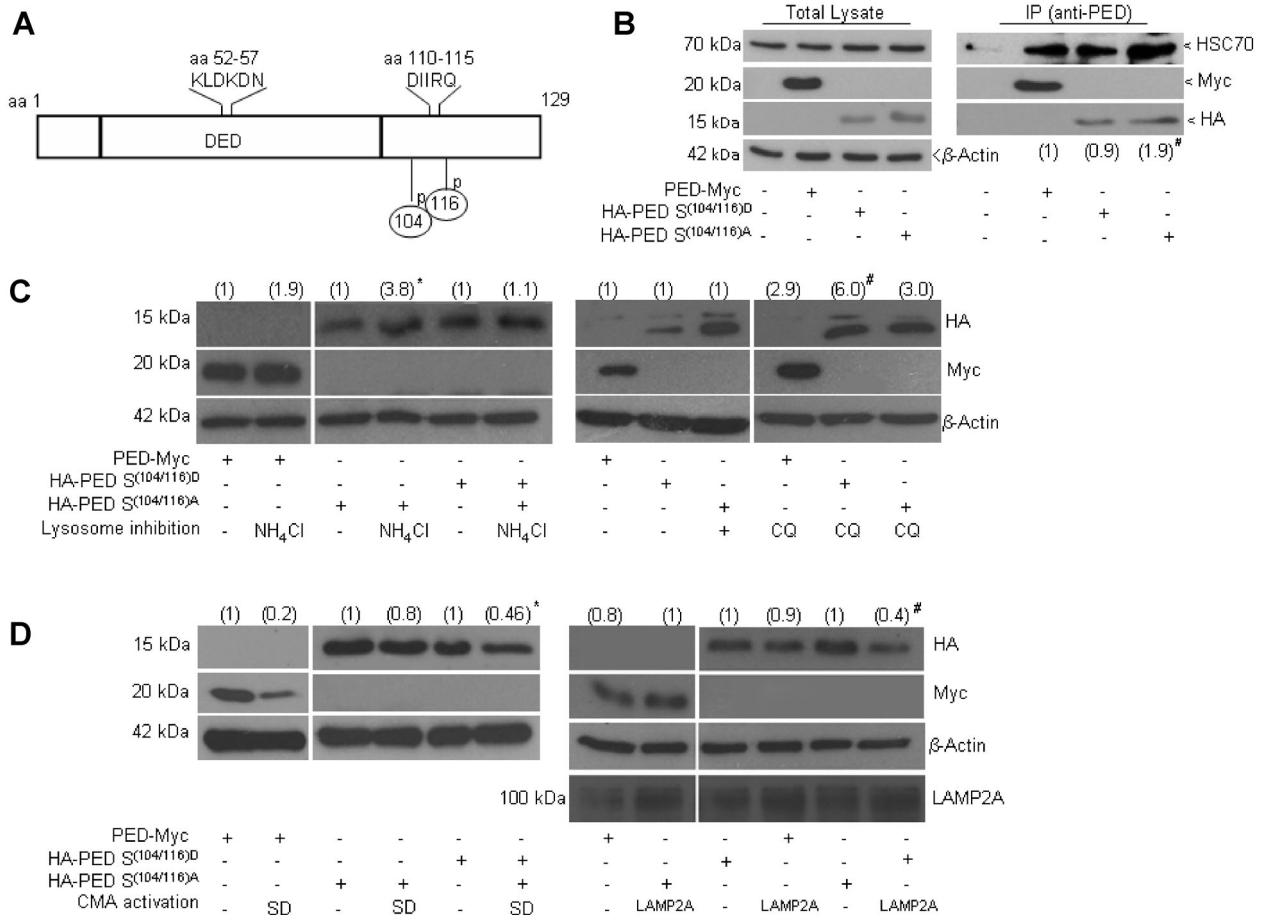 A
aa 52-57
KLDKDN
aa 110-115
DIIRQ
aa 1
129
DED
p
p
104
116
B
Total Lysate
IP (anti-PED)
70 kDa
< HSC70
20 kDa
< Myc
15 kDa
< HA
42 kDa
<β-Actin
(1) (0.9) (1.9)#
PED-Myc - + - - - + - -
HA-PED S(104/116)D - - + - - - + -
HA-PED S(104/116)A - - - + - - - +
C
(1) (1.9) (1) (3.8)* (1) (1.1) (1) (1) (1) (2.9) (6.0)# (3.0)
15 kDa
HA
20 kDa
Myc
42 kDa
β-Actin
PED-Myc + + - - - - + - - + - -
HA-PED S(104/116)D - - - - + + - + - - + -
HA-PED S(104/116)A - - + + - + - - + - - +
Lysosome inhibition - NH4Cl - NH4Cl - NH4Cl - - + CQ CQ CQ
D
(1) (0.2) (1) (0.8) (1) (0.46)* (0.8) (1) (1) (0.9) (1) (0.4)#
15 kDa
HA
20 kDa
Myc
42 kDa
β-Actin
100 kDa
LAMP2A
PED-Myc + + - - - - + - - + - -
HA-PED S(104/116)D - - - - + + - - + - - +
HA-PED S(104/116)A - - + + - + - + - - + -
CMA activation - SD - SD - SD - LAMP2A - LAMP2A - LAMP2A